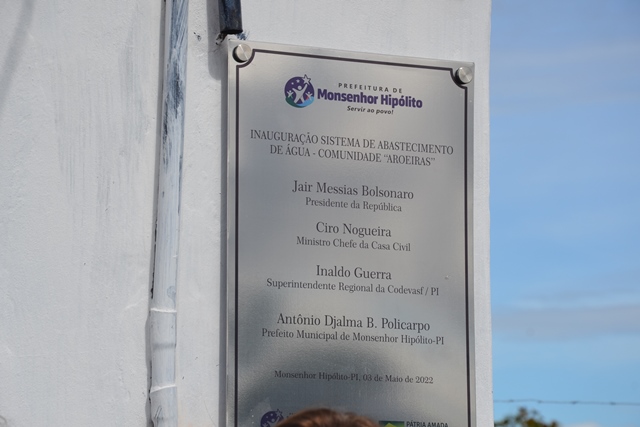 PREFEITURA DE
Monsenhor Hipólito
Servir ao povo!
INAUGURAÇÃO SISTEMA DE ABASTECIMENTO
DE ÁGUA - COMUNIDADE "AROEIRAS"
Jair Messias Bolsonaro
Presidente da República
Ciro Nogueira
Ministro Chefe da Casa Civil
Inaldo Guerra
Superintendente Regional da Codevasf / PI
Antônio Djalma B. Policarpo
Prefeito Municipal de Monsenhor Hipólito-PI
Monsenhor Hipólito-PI, 03 de Maio de 2022
PÁTRIA AMADA